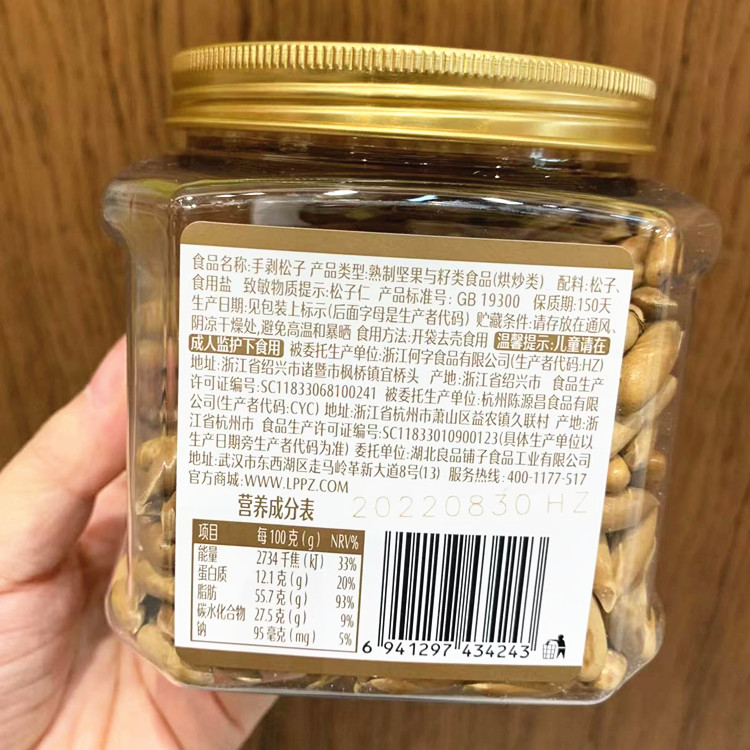 食品名称:手剥松子 产品类型:熟制坚果与籽类食品(烘炒类) 配料:松子、
食用盐 致敏物质提示:松子仁 产品标准号: GB 19300 保质期:150天
生产日期:见包装上标示(后面字母是生产者代码) 贮藏条件:请存放在通风、
阴凉干燥处,避免高温和暴晒 食用方法:开袋去壳食用 温馨提示:儿童请在
成人监护下食用 被委托生产单位:浙江何字食品有限公司(生产者代码:HZ)
地址:浙江省绍兴市诸暨市枫桥镇宜桥头 产地:浙江省绍兴市 食品生产
许可证编号:SC11833068100241 被委托生产单位:杭州陈源昌食品有限
公司(生产者代码:CYC) 地址:浙江省杭州市萧山区益农镇久联村 产地:浙
江省杭州市 食品生产许可证编号:SC11833010900123(具体生产单位以
生产日期旁生产者代码为准) 委托单位:湖北良品铺子食品工业有限公司
地址:武汉市东西湖区走马岭革新大道8号(13) 服务热线:400-1177-517
官方商城:WWW.LPPZ.COM
20220830 HZ
营养成分表
项目 每100克(g) NRV%
能量 2734千焦(kJ) 33%
蛋白质 12.1克(g) 20%
脂肪 55.7克(g) 93%
碳水化合物 27.5克(g) 9%
钠 95毫克(mg) 5%
6 941297 434243